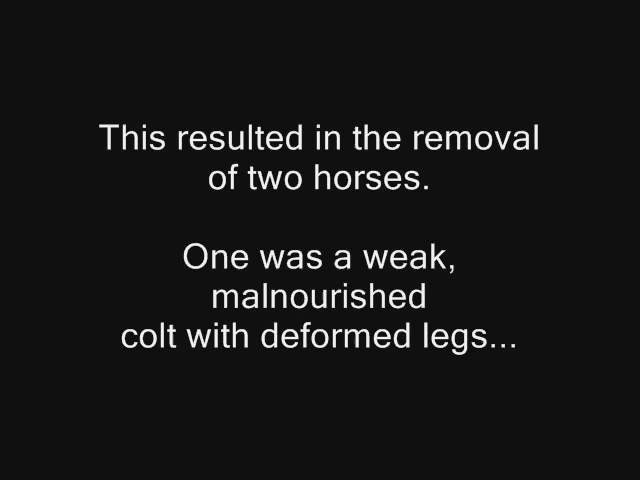 This resulted in the removal
of two horses.
One was a weak,
malnourished
colt with deformed legs...